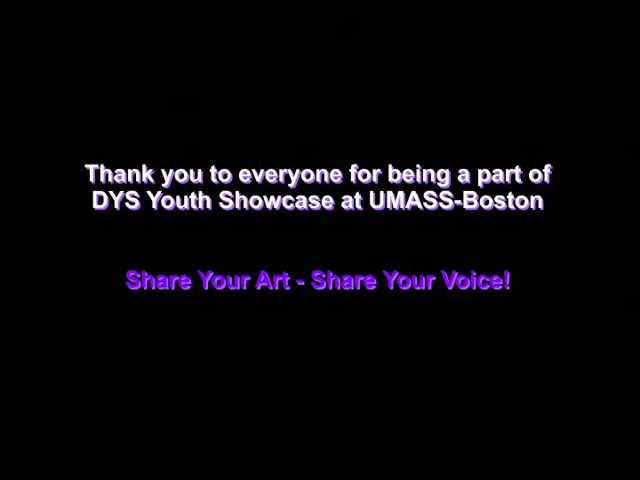 Thank you to everyone for being a part of
DYS Youth Showcase at UMASS-Boston
Share Your Art - Share Your Voice!